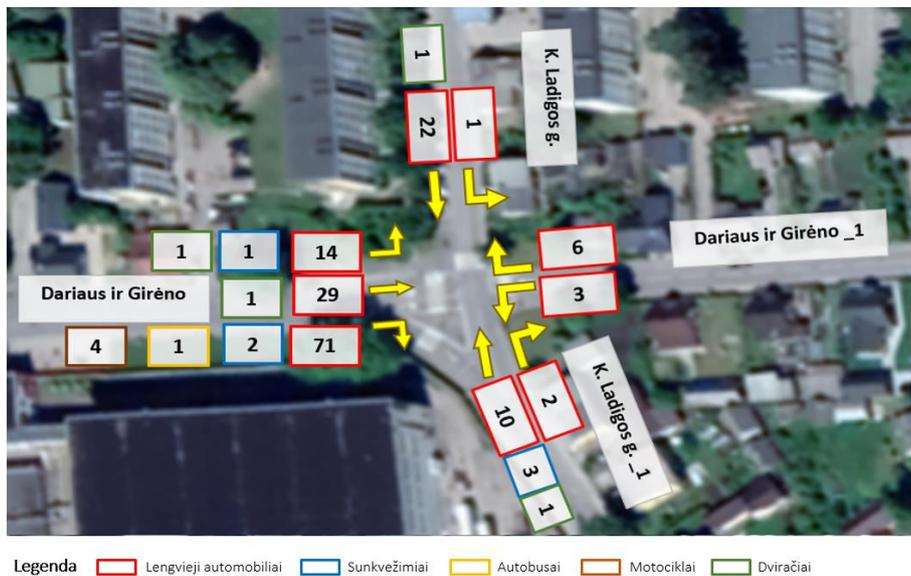 1
22
1
K. Ladigos g.
1
1
14
6
Dariaus ir Girėno _1
Dariaus ir Girėno
1
29
3
4
1
2
71
10
2
K. Ladigos g. _1
3
1
Legenda
Lengvieji automobiliai
Sunkvežimiai
Autobusai
Motociklai
Dviračiai